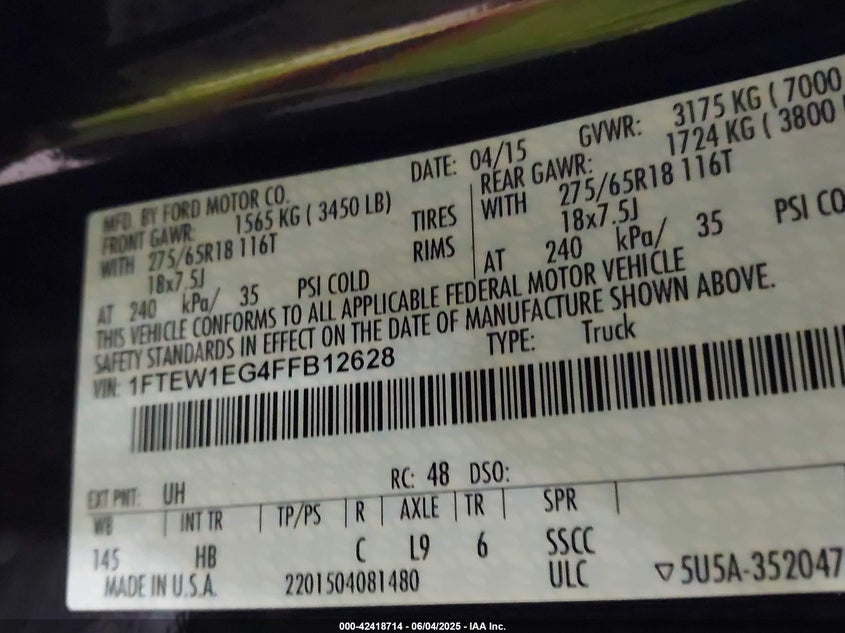 MFD. BY FORD MOTOR CO. DATE: 04/15 GVWR: 3175 KG ( 7000
FRONT GAWR: 1565 KG ( 3450 LB) REAR GAWR: 1724 KG ( 3800
WITH 275/65R18 116T TIRES WITH 275/65R18 116T
18x7.5J RIMS 18x7.5J
AT 240 kPa/ 35 PSI COLD AT 240 kPa/ 35 PSI CO
THIS VEHICLE CONFORMS TO ALL APPLICABLE FEDERAL MOTOR VEHICLE
SAFETY STANDARDS IN EFFECT ON THE DATE OF MANUFACTURE SHOWN ABOVE.
VIN: 1FTEW1EG4FFB12628 TYPE: Truck
EXT PNT: UH RC: 48 DSO:
WB INT TR TP/PS R AXLE TR SPR
145 HB C L9 6 SSCC
MADE IN U.S.A. 2201504081480 ULC ▽5U5A-352047
000-42418714 - 06/04/2025 - IAA Inc.